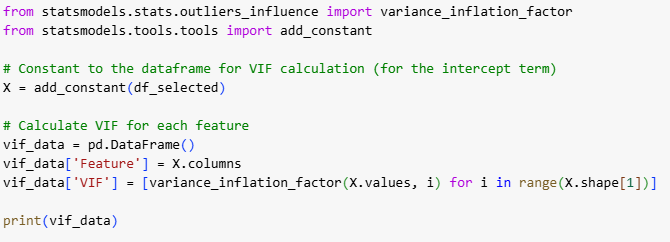 from statsmodels.stats.outliers_influence import variance_inflation_factor
from statsmodels.tools.tools import add_constant
# Constant to the dataframe for VIF calculation (for the intercept term)
X = add_constant(df_selected)
# Calculate VIF for each feature
vif_data = pd.DataFrame()
vif_data['Feature'] = X.columns
vif_data['VIF'] = [variance_inflation_factor(X.values, i) for i in range(X.shape[1])]
print(vif_data)